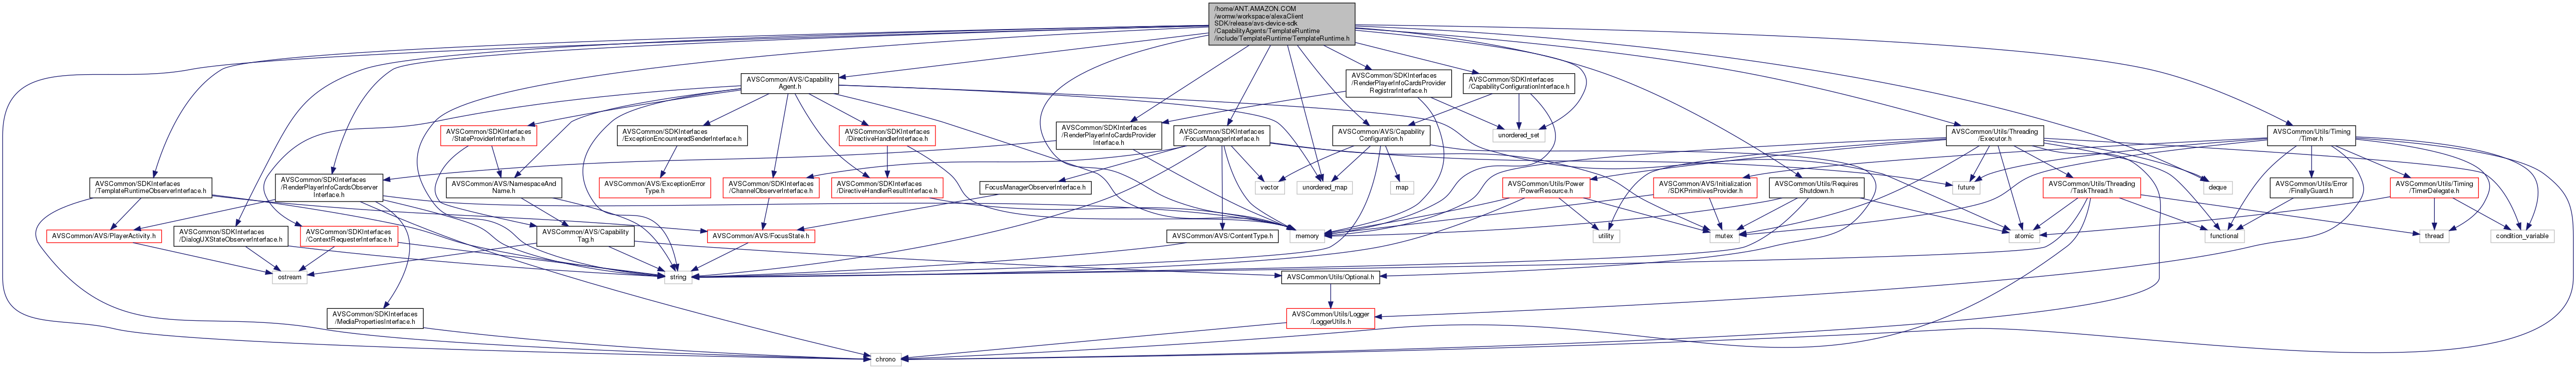 /home/ANT.AMAZON.COM
/womw/workspace/alexaClient
SDK/release/avs-device-sdk
/CapabilityAgents/TemplateRuntime
/include/TemplateRuntime/TemplateRuntime.h
AVSCommon/SDKInterfaces
/RenderPlayerInfoCardsProvider
RegistrarInterface.h
AVSCommon/AVS/Capability
Agent.h
AVSCommon/SDKInterfaces
/CapabilityConfigurationInterface.h
AVSCommon/SDKInterfaces
/StateProviderInterface.h
AVSCommon/SDKInterfaces
/ExceptionEncounteredSenderInterface.h
AVSCommon/SDKInterfaces
/DirectiveHandlerInterface.h
AVSCommon/SDKInterfaces
/RenderPlayerInfoCardsProvider
Interface.h
AVSCommon/SDKInterfaces
/FocusManagerInterface.h
AVSCommon/AVS/Capability
Configuration.h
unordered_set
AVSCommon/Utils/Threading
/Executor.h
AVSCommon/Utils/Timing
/Timer.h
AVSCommon/SDKInterfaces
/TemplateRuntimeObserverInterface.h
AVSCommon/SDKInterfaces
/RenderPlayerInfoCardsObserver
Interface.h
AVSCommon/AVS/NamespaceAnd
Name.h
AVSCommon/AVS/ExceptionError
Type.h
AVSCommon/SDKInterfaces
/ChannelObserverInterface.h
AVSCommon/SDKInterfaces
/DirectiveHandlerResultInterface.h
FocusManagerObserverInterface.h
vector
unordered_map
map
AVSCommon/Utils/Power
/PowerResource.h
AVSCommon/AVS/Initialization
/SDKPrimitivesProvider.h
AVSCommon/Utils/Requires
Shutdown.h
future
AVSCommon/Utils/Threading
/TaskThread.h
deque
AVSCommon/Utils/Error
/FinallyGuard.h
AVSCommon/Utils/Timing
/TimerDelegate.h
AVSCommon/AVS/PlayerActivity.h
AVSCommon/SDKInterfaces
/DialogUXStateObserverInterface.h
AVSCommon/SDKInterfaces
/ContextRequesterInterface.h
AVSCommon/AVS/Capability
Tag.h
AVSCommon/AVS/FocusState.h
AVSCommon/AVS/ContentType.h
memory
utility
mutex
atomic
condition_variable
functional
thread
condition_variable
ostream
string
AVSCommon/Utils/Optional.h
AVSCommon/SDKInterfaces
/MediaPropertiesInterface.h
AVSCommon/Utils/Logger
/LoggerUtils.h
chrono